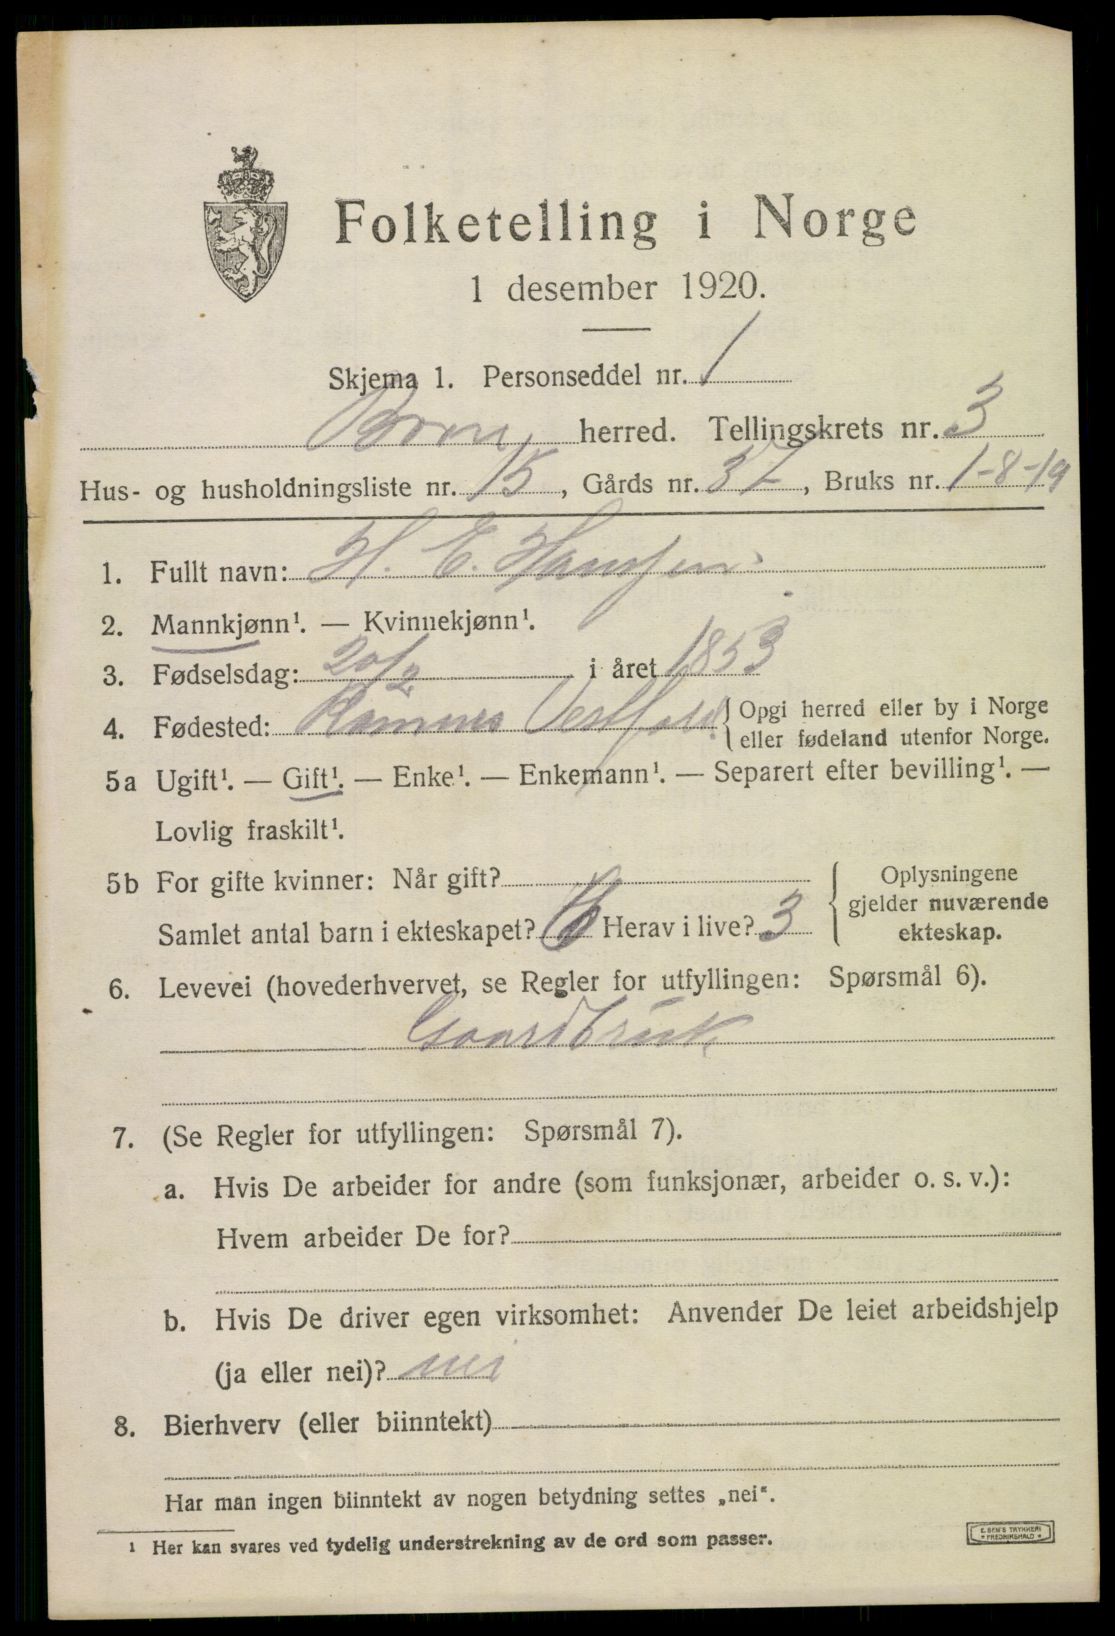 Folketelling i Norge
1 desember 1920.
Skjema 1. Personseddel nr. 1
Borre herred. Tellingskrets nr. 3
Hus- og husholdningsliste nr. 15, Gårds nr. 37, Bruks nr. 1-8-19
1. Fullt navn: H. E. Hansen
2. Mannkjønn¹. — Kvinnekjønn¹.
3. Fødselsdag: 20/2 i året 1853
4. Fødested: Ramnes Vestfold { Opgi herred eller by i Norge
eller fødeland utenfor Norge.
5a Ugift¹. — Gift¹. — Enke¹. — Enkemann¹. — Separert efter bevilling¹. —
Lovlig fraskilt¹.
5b For gifte kvinner: Når gift?
Samlet antal barn i ekteskapet? Herav i live? 3
{ Oplysningene
gjelder nuværende
ekteskap.
6. Levevei (hovederhvervet, se Regler for utfyllingen: Spørsmål 6).
Gaardbruk
7. (Se Regler for utfyllingen: Spørsmål 7).
a. Hvis De arbeider for andre (som funksjonær, arbeider o. s. v.):
Hvem arbeider De for?
b. Hvis De driver egen virksomhet: Anvender De leiet arbeidshjelp
(ja eller nei)? nei
8. Bierhverv (eller biinntekt)
Har man ingen biinntekt av nogen betydning settes „nei“.
¹ Her kan svares ved tydelig understrekning av de ord som passer.
E. SEM'S TRYKKERI
* FREDRIKSHALD *